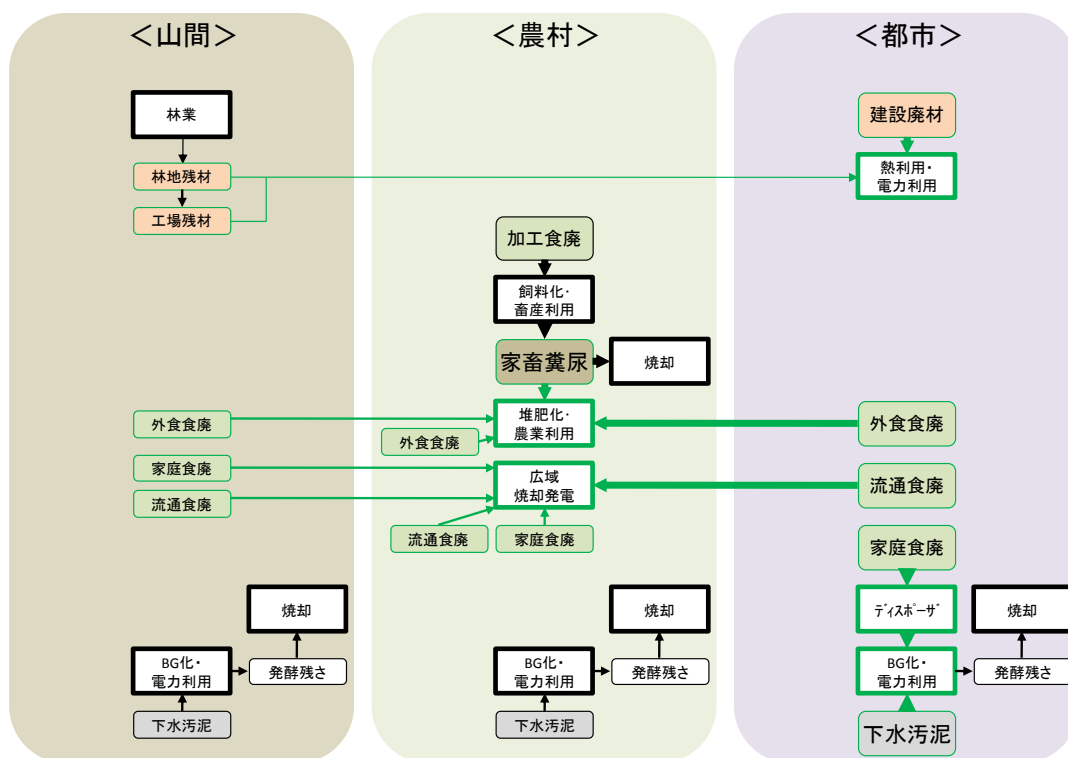 ＜山間＞
林業
林地残材
工場残材
外食食廃
家庭食廃
流通食廃
焼却
BG化・
電力利用
発酵残さ
下水汚泥
＜農村＞
加工食廃
飼料化・
畜産利用
家畜糞尿
焼却
堆肥化・
農業利用
外食食廃
広域
焼却発電
流通食廃
家庭食廃
焼却
BG化・
電力利用
発酵残さ
下水汚泥
＜都市＞
建設廃材
熱利用・
電力利用
外食食廃
流通食廃
家庭食廃
ﾃﾞｨｽﾎﾟｰｻﾞ
焼却
BG化・
電力利用
発酵残さ
下水汚泥